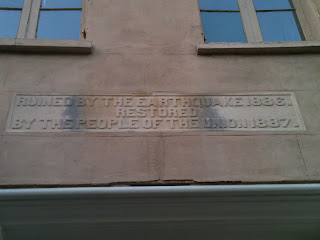 RUINED BY THE EARTHQUAKE 1886.
RESTORED
BY THE PEOPLE OF THE UNION 1887.